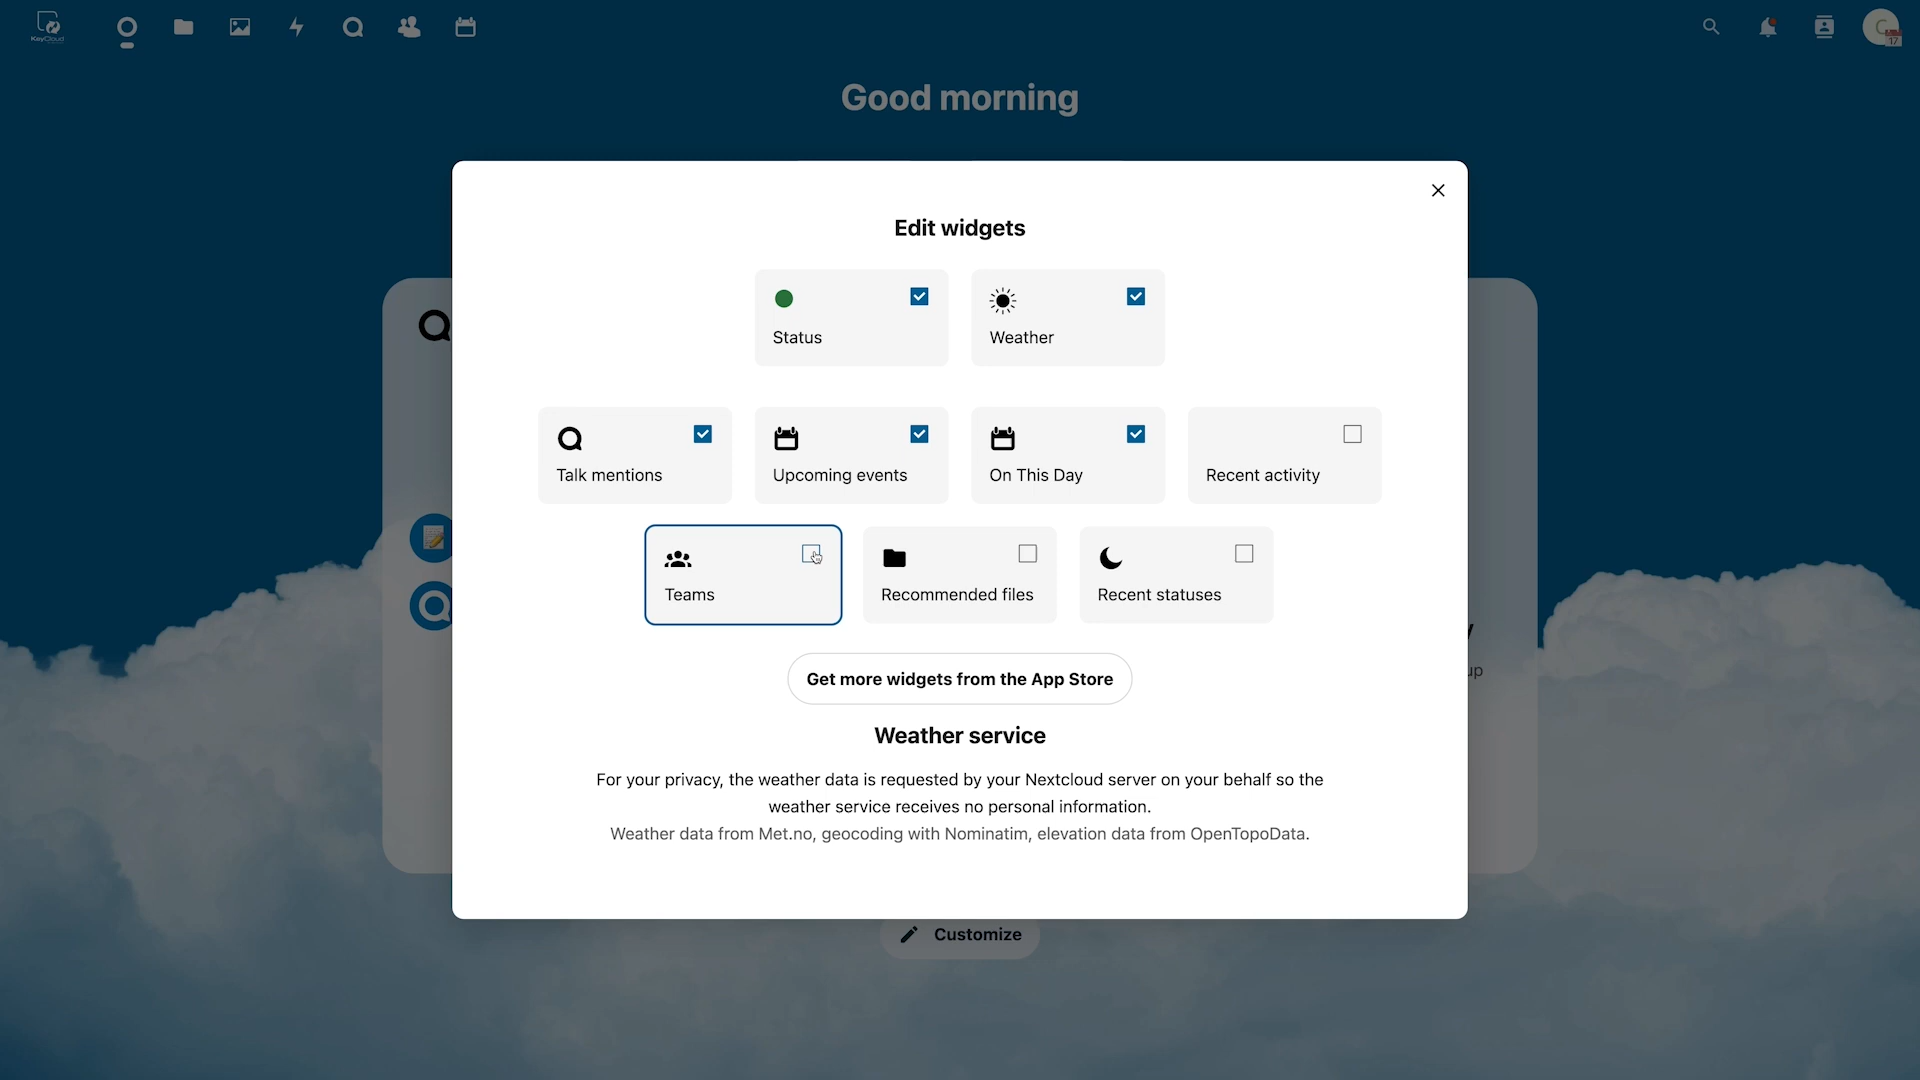 KeyCloud
C
17
Good morning
Edit widgets
Status
Weather
Talk mentions
Upcoming events
On This Day
Recent activity
Teams
Recommended files
Recent statuses
Get more widgets from the App Store
Weather service
For your privacy, the weather data is requested by your Nextcloud server on your behalf so the
weather service receives no personal information.
Weather data from Met.no, geocoding with Nominatim, elevation data from OpenTopoData.
up
Customize